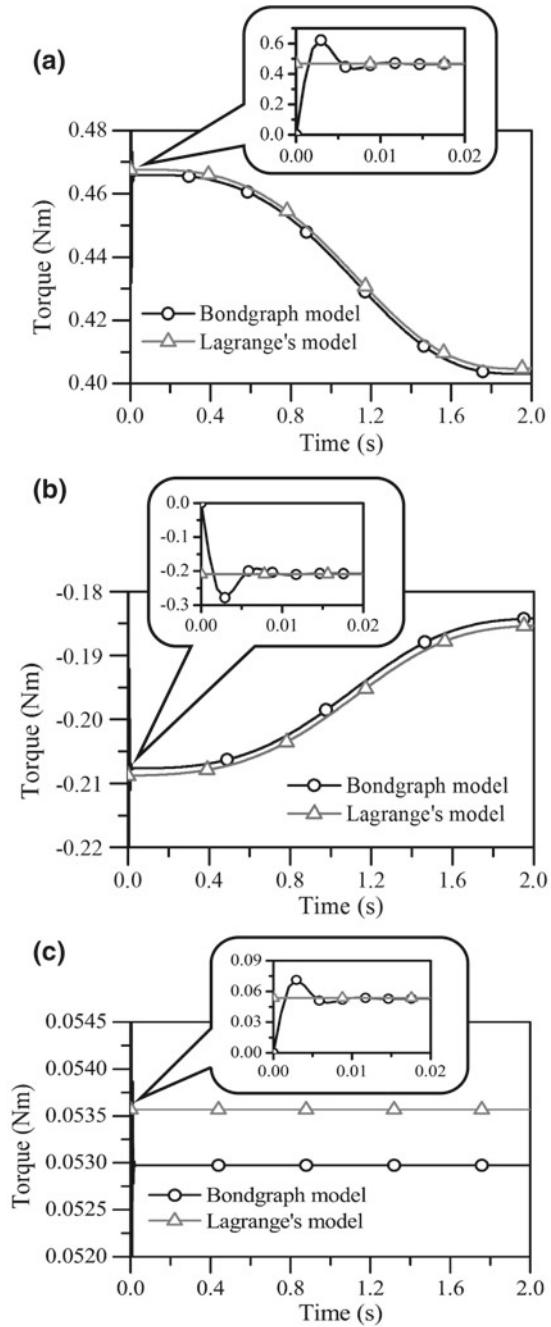 (a)
0.6
0.4
0.2
0.0
0.00 0.01 0.02
0.48
0.46
0.44
0.42
0.40
Torque (Nm)
Bondgraph model
Lagrange's model
0.0 0.4 0.8 1.2 1.6 2.0
Time (s)
(b)
0.0
-0.1
-0.2
-0.3
0.00 0.01 0.02
-0.18
-0.19
-0.20
-0.21
-0.22
Torque (Nm)
Bondgraph model
Lagrange's model
0.0 0.4 0.8 1.2 1.6 2.0
Time (s)
(c)
0.09
0.06
0.03
0.00
0.00 0.01 0.02
0.0545
0.0540
0.0535
0.0530
0.0525
0.0520
Torque (Nm)
Bondgraph model
Lagrange's model
0.0 0.4 0.8 1.2 1.6 2.0
Time (s)